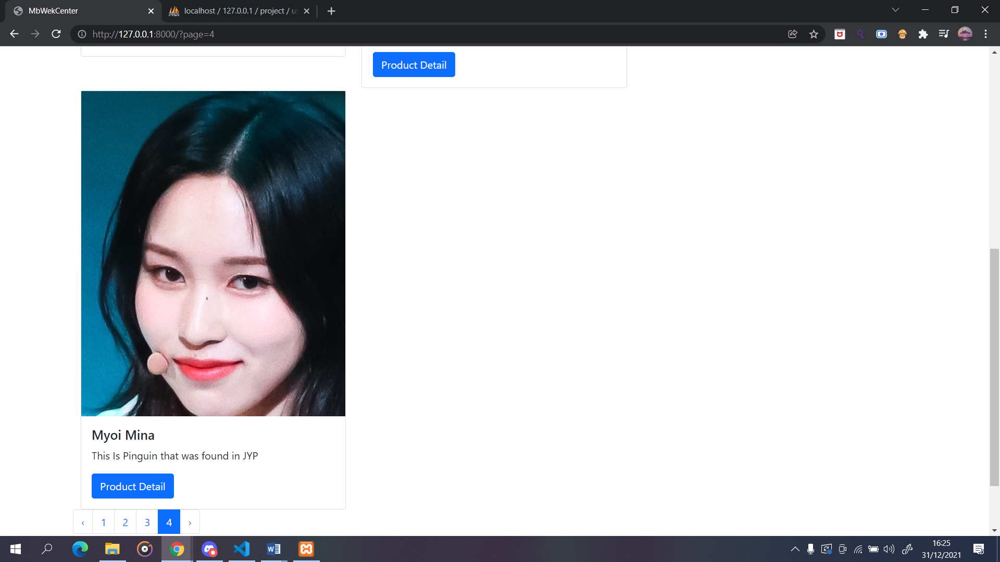 MbWekCenter
localhost / 127.0.0.1 / project / us
http://127.0.0.1:8000/?page=4
Product Detail
Myoi Mina
This Is Pinguin that was found in JYP
Product Detail
‹ 1 2 3 4 ›
16:25
31/12/2021